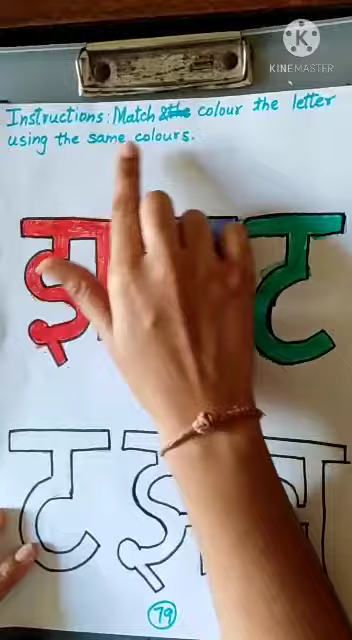 K
KINEMASTER
Instructions: Match colour the letter
using the same colours.
झ ट
ट झ
79